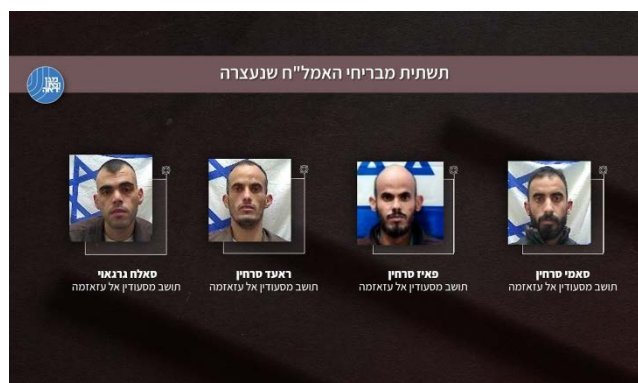 תשתית מבריחי האמל"ח שנעצרה
סאמי סרחין
תושב מסעודין אל עזאזמה
פאיז סרחין
תושב מסעודין אל עזאזמה
ראעד סרחין
תושב מסעודין אל עזאזמה
סאלח גרגאוי
תושב מסעודין אל עזאזמה